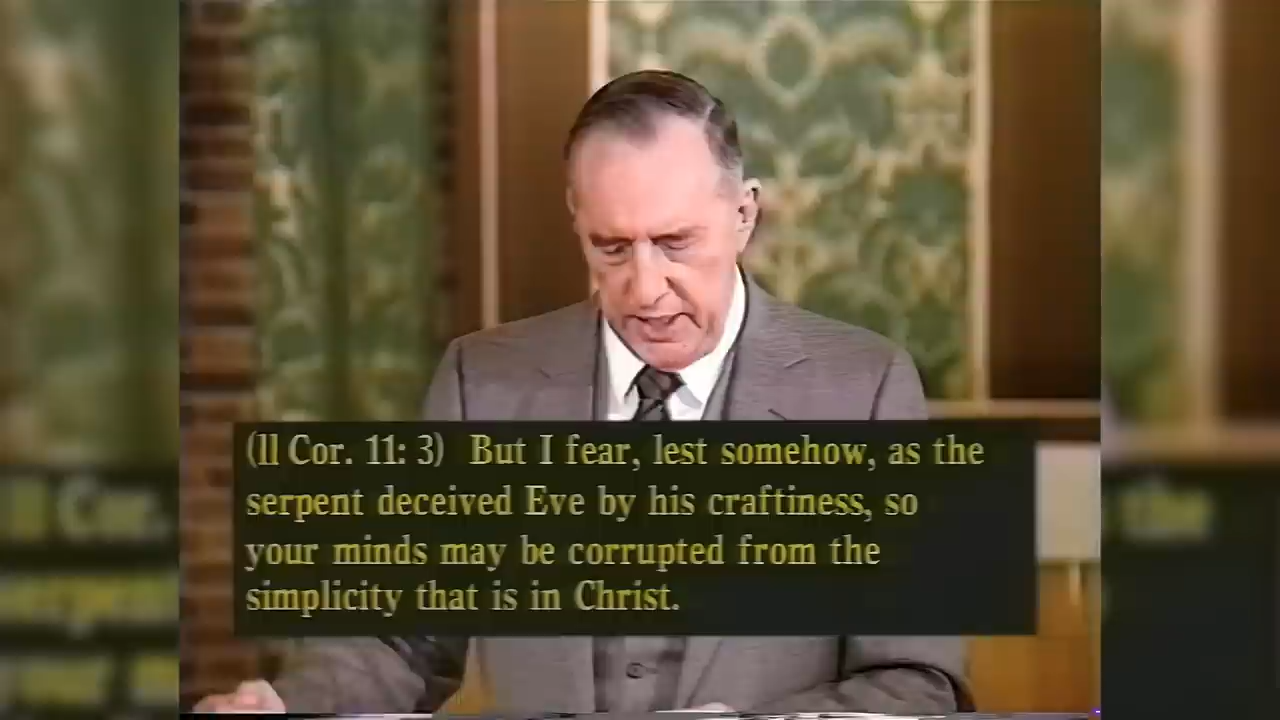 (ll Cor. 11: 3) But I fear, lest somehow, as the
serpent deceived Eve by his craftiness, so
your minds may be corrupted from the
simplicity that is in Christ.